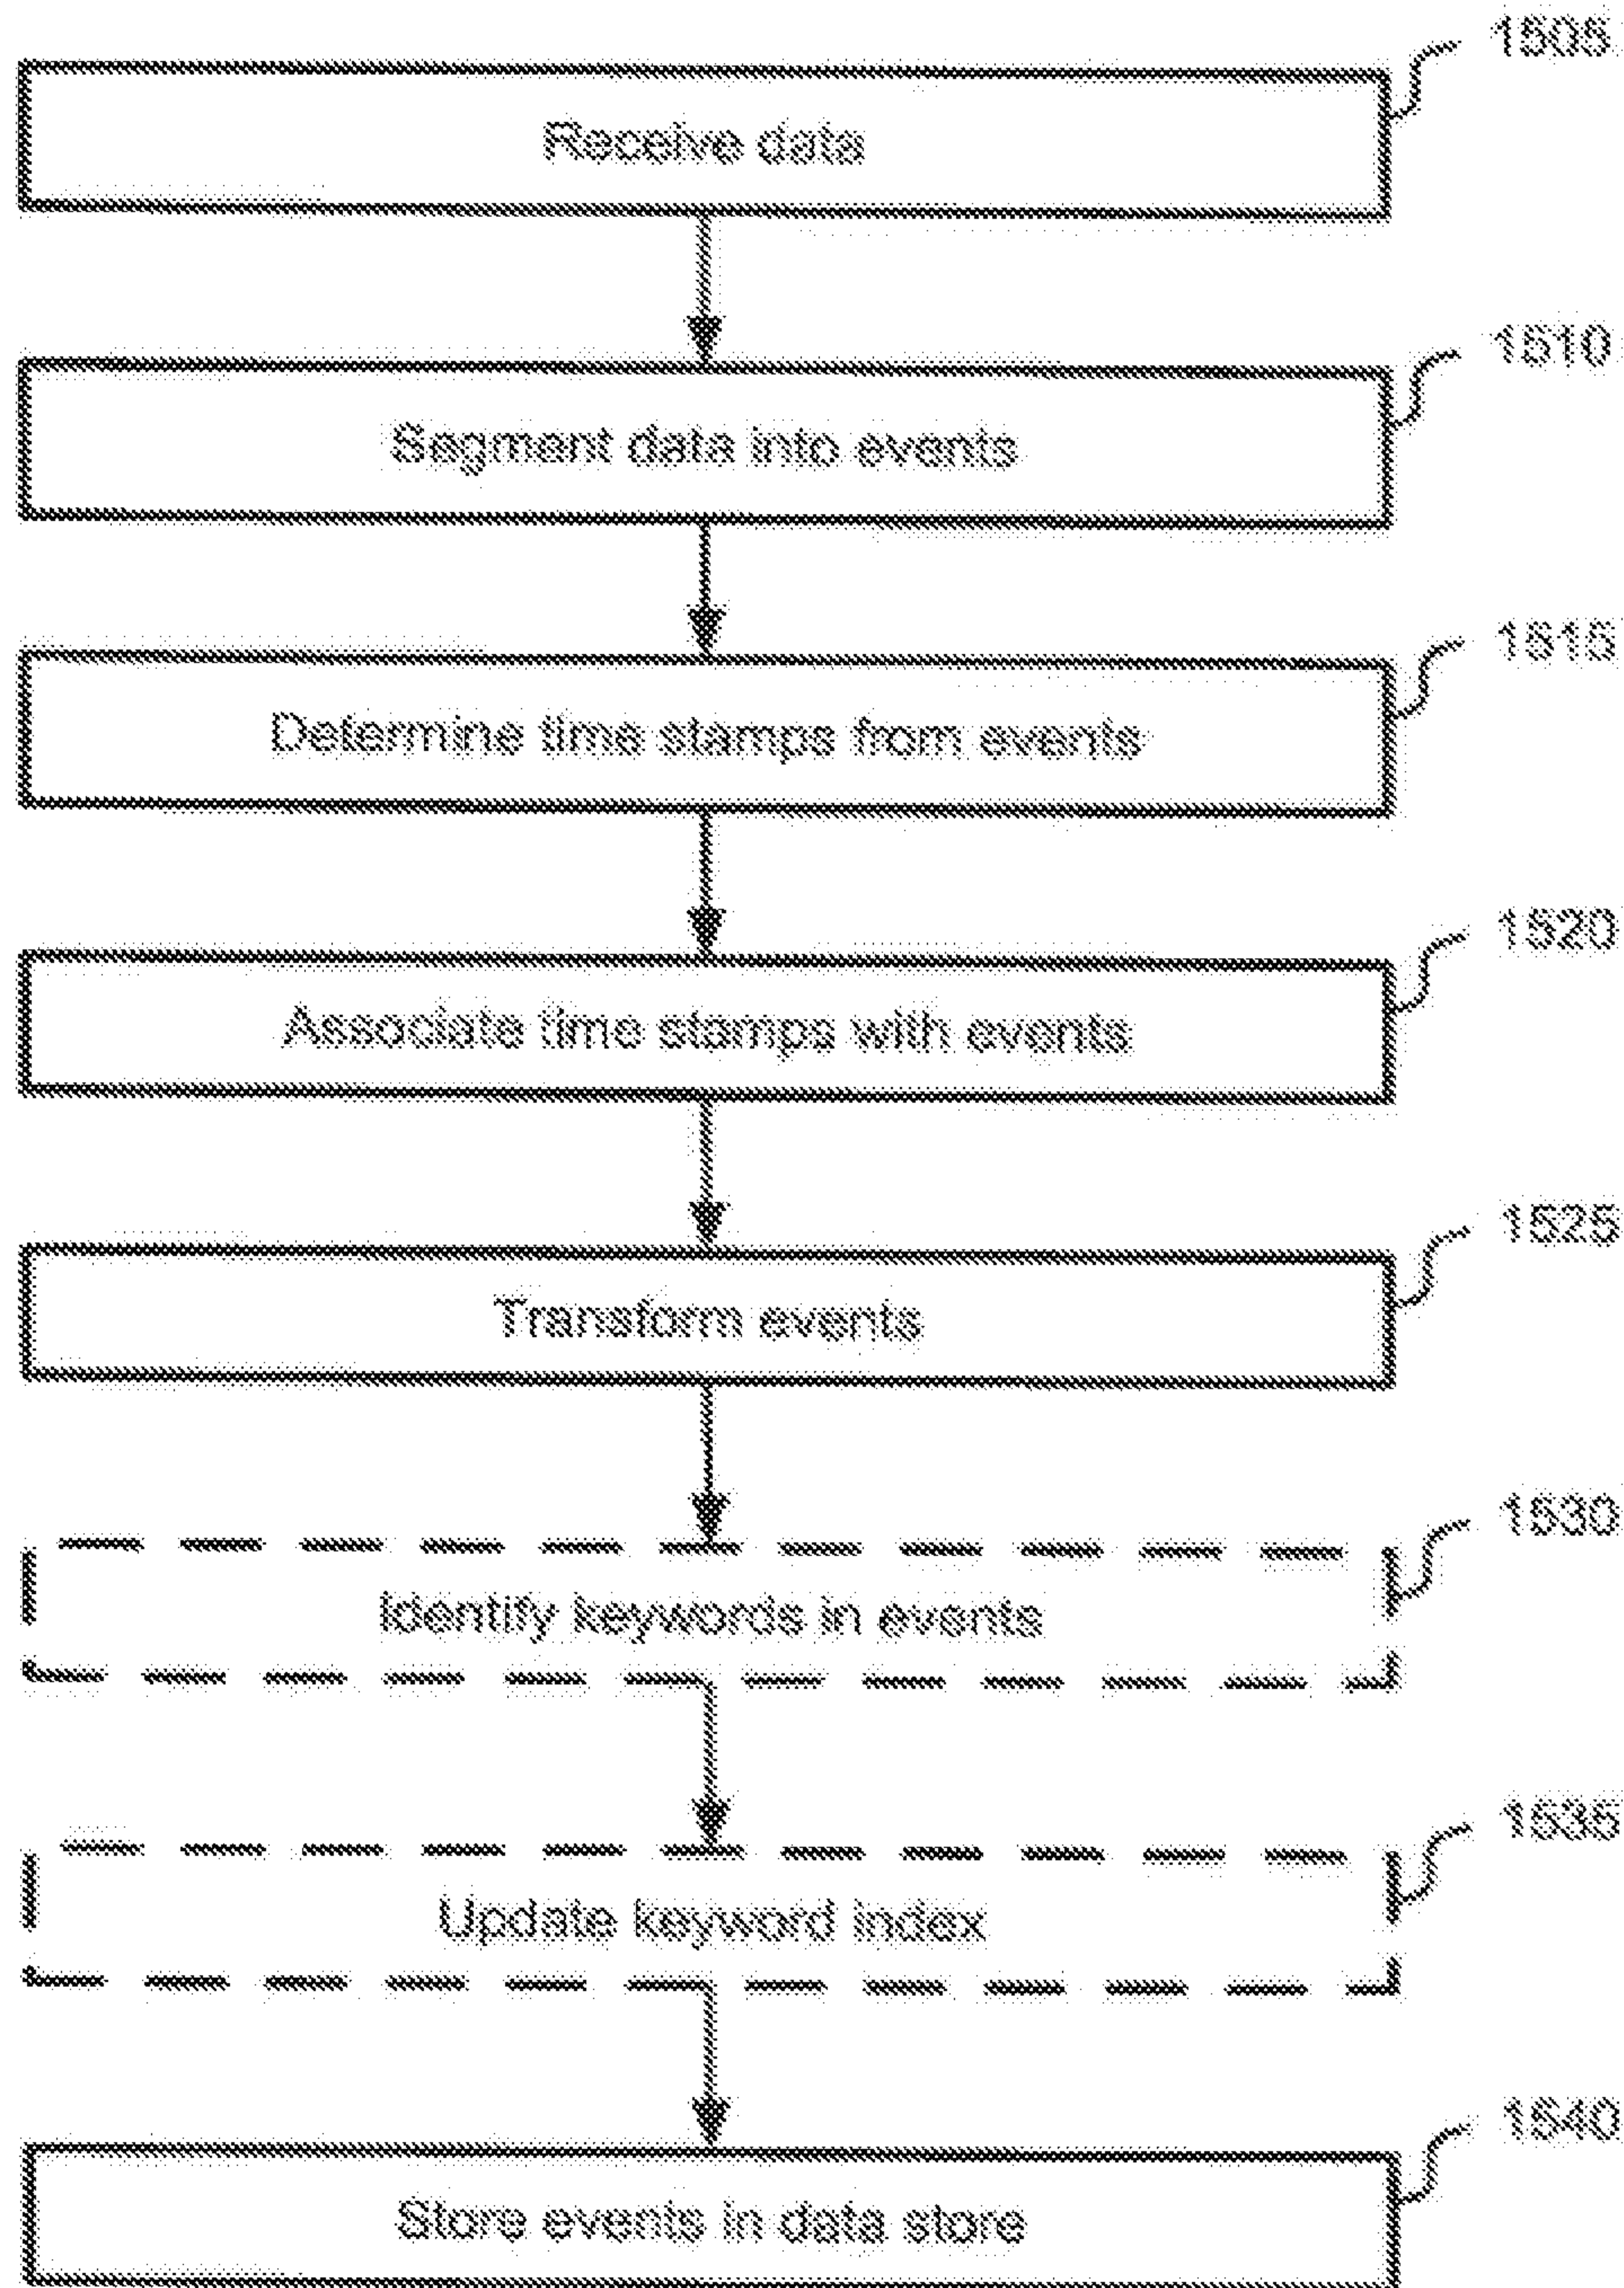 1505
Receive data
1510
Segment data into events
1515
Determine time stamps from events
1520
Associate time stamps with events
1525
Transform events
1530
Identify keywords in events
1535
Update keyword index
1540
Store events in data store